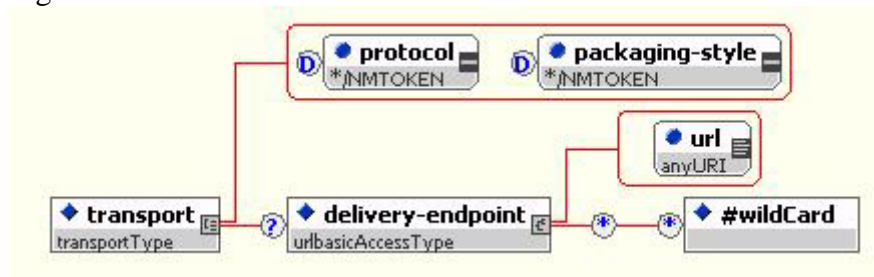 D protocol
*/NMTOKEN
D packaging-style
*/NMTOKEN
url
anyURI
transport
transportType
? delivery-endpoint
urlbasicAccessType
* * #wildCard